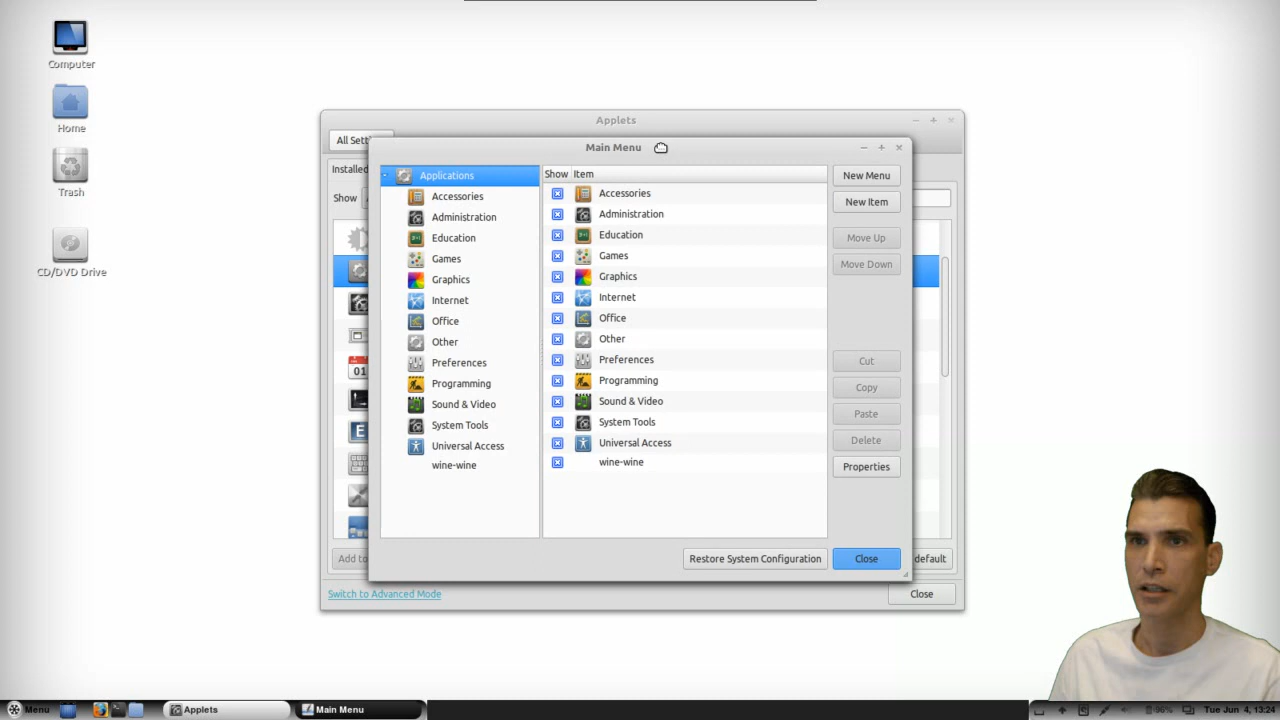 Computer
Home
Trash
CD/DVD Drive
Applets
All Sett
Installed
Show
Main Menu
Applications
Accessories
Administration
Education
Games
Graphics
Internet
Office
Other
Preferences
Programming
Sound & Video
System Tools
Universal Access
wine-wine
Show Item
Accessories
Administration
Education
Games
Graphics
Internet
Office
Other
Preferences
Programming
Sound & Video
System Tools
Universal Access
wine-wine
New Menu
New Item
Move Up
Move Down
Cut
Copy
Paste
Delete
Properties
Restore System Configuration
Close
Add to
default
Switch to Advanced Mode
Close
Menu
Applets
Main Menu
96%
Tue Jun 4, 13:24
01
E